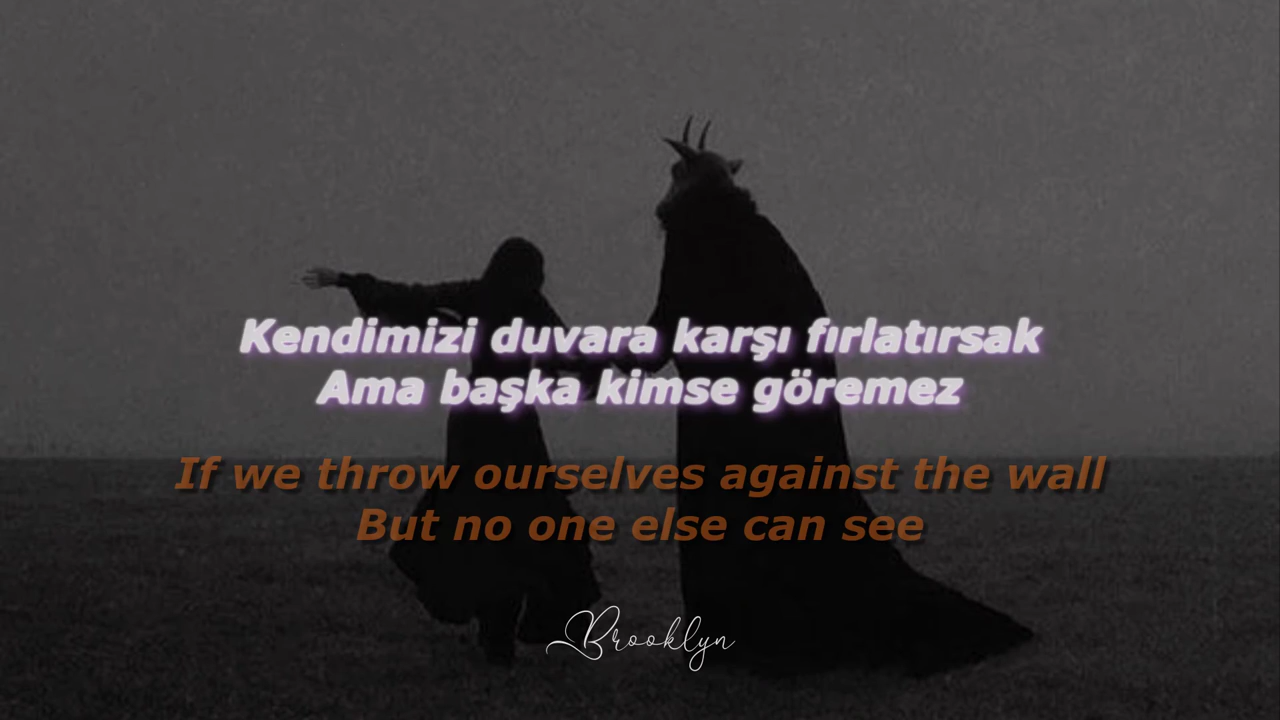 Kendimizi duvara karşı fırlatırsak
Ama başka kimse göremez
If we throw ourselves against the wall
But no one else can see
Brooklyn